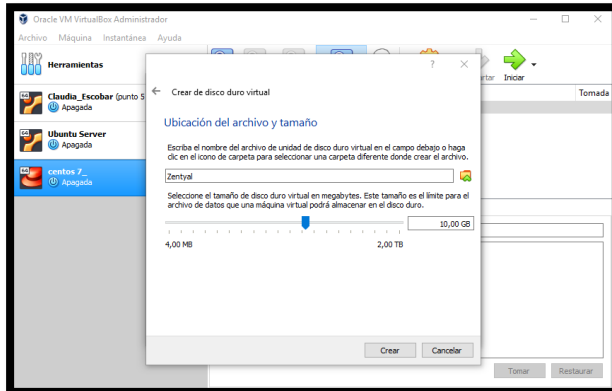 Oracle VM VirtualBox Administrador
Archivo Máquina Instantánea Ayuda
Herramientas
Iniciar
Tomada
Claudia_Escobar (punto 5
Apagada
Ubuntu Server
Apagada
centos 7_
Apagada
Crear de disco duro virtual
Ubicación del archivo y tamaño
Escriba el nombre del archivo de unidad de disco duro virtual en el campo debajo o haga
clic en el icono de carpeta para seleccionar una carpeta diferente donde crear el archivo.
Zentyal
Seleccione el tamaño de disco duro virtual en megabytes. Este tamaño es el límite para el
archivo de datos que una máquina virtual podrá almacenar en el disco duro.
10,00 GB
4,00 MB 2,00 TB
Crear Cancelar
Tomar Restaurar